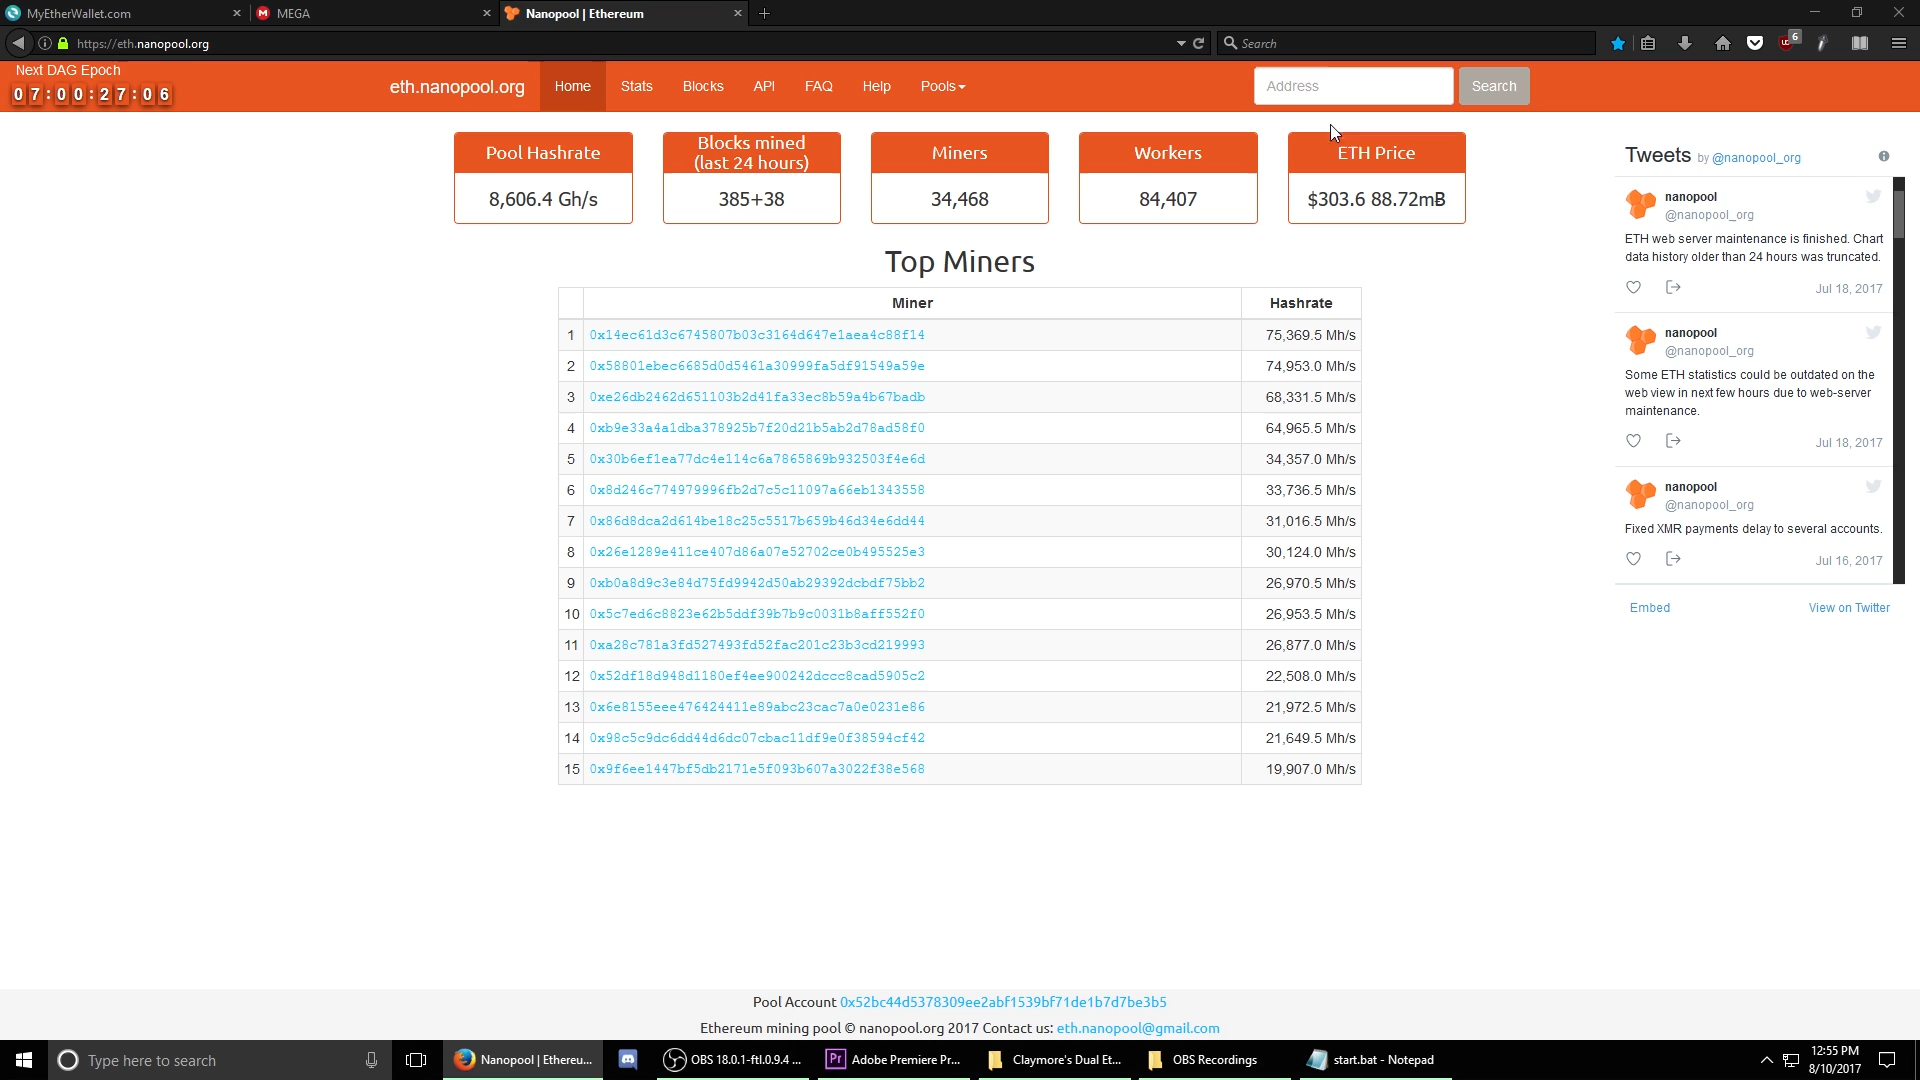 MyEtherWallet.com
MEGA
Nanopool | Ethereum
https://eth.nanopool.org
Search
6
Next DAG Epoch
07:00:27:06
eth.nanopool.org
Home
Stats
Blocks
API
FAQ
Help
Pools
Address
Search
Pool Hashrate
8,606.4 Gh/s
Blocks mined
(last 24 hours)
385+38
Miners
34,468
Workers
84,407
ETH Price
$303.6 88.72mɃ
Top Miners
Miner Hashrate
1 0x14ec61d3c6745807b03c3164d647e1aea4c88f14 75,369.5 Mh/s
2 0x58801ebec6685d0d5461a30999fa5df91549a59e 74,953.0 Mh/s
3 0xe26db2462d651103b2d41fa33ec8b59a4b67badb 68,331.5 Mh/s
4 0xb9e33a4a1dba378925b7f20d21b5ab2d78ad58f0 64,965.5 Mh/s
5 0x30b6ef1ea77dc4e114c6a7865869b932503f4e6d 34,357.0 Mh/s
6 0x8d246c774979996fb2d7c5c11097a66eb1343558 33,736.5 Mh/s
7 0x86d8dca2d614be18c25c5517b659b46d34e6dd44 31,016.5 Mh/s
8 0x26e1289e411ce407d86a07e52702ce0b495525e3 30,124.0 Mh/s
9 0xb0a8d9c3e84d75fd9942d50ab29392dcbdf75bb2 26,970.5 Mh/s
10 0x5c7ed6c8823e62b5ddf39b7b9c0031b8aff552f0 26,953.5 Mh/s
11 0xa28c781a3fd527493fd52fac201c23b3cd219993 26,877.0 Mh/s
12 0x52df18d948d1180ef4ee900242dccc8cad5905c2 22,508.0 Mh/s
13 0x6e8155eee476424411e89abc23cac7a0e0231e86 21,972.5 Mh/s
14 0x98c5c9dc6dd44d6dc07cbac11df9e0f38594cf42 21,649.5 Mh/s
15 0x9f6ee1447bf5db2171e5f093b607a3022f38e568 19,907.0 Mh/s
Tweets by @nanopool_org
nanopool
@nanopool_org
ETH web server maintenance is finished. Chart
data history older than 24 hours was truncated.
Jul 18, 2017
nanopool
@nanopool_org
Some ETH statistics could be outdated on the
web view in next few hours due to web-server
maintenance.
Jul 18, 2017
nanopool
@nanopool_org
Fixed XMR payments delay to several accounts.
Jul 16, 2017
Embed
View on Twitter
Pool Account 0x52bc44d5378309ee2abf1539bf71de1b7d7be3b5
Ethereum mining pool © nanopool.org 2017 Contact us: eth.nanopool@gmail.com
Type here to search
Nanopool | Ethereu...
OBS 18.0.1-ftl.0.9.4 ...
Adobe Premiere Pr...
Claymore's Dual Et...
OBS Recordings
start.bat - Notepad
12:55 PM
8/10/2017